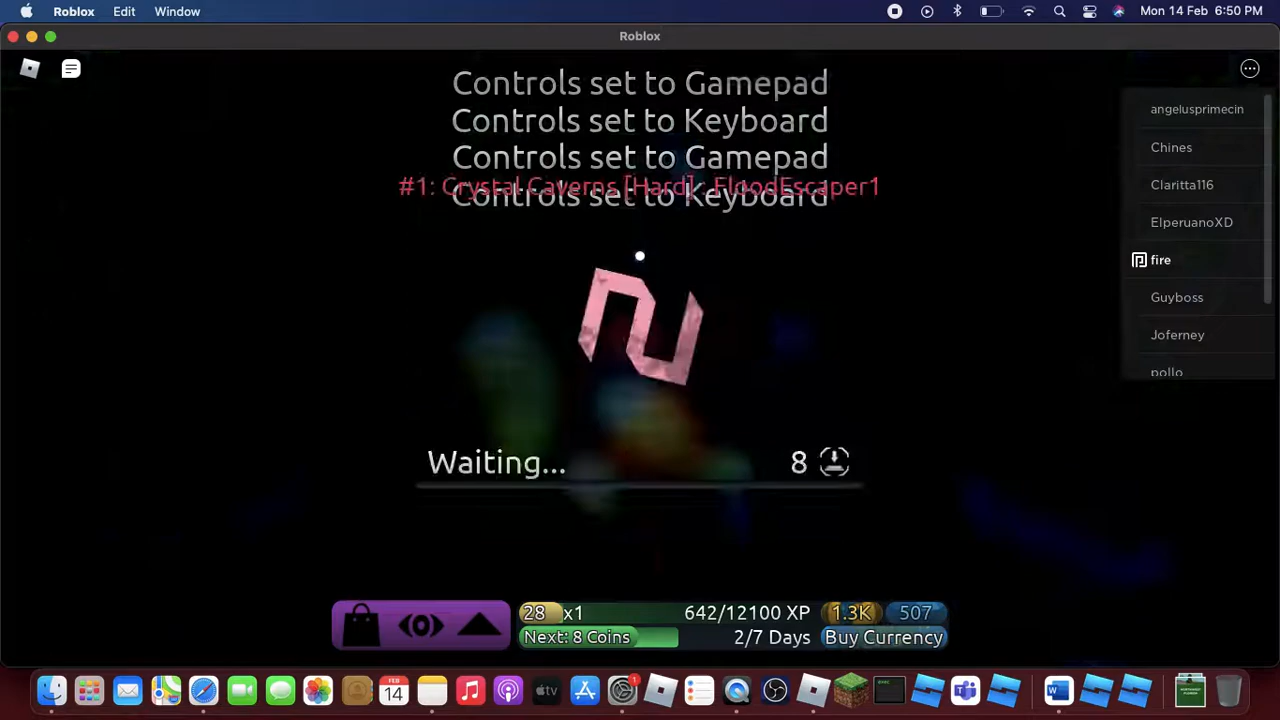 Roblox Edit Window Mon 14 Feb 6:50 PM
Roblox
Controls set to Gamepad
Controls set to Keyboard
Controls set to Gamepad
#1: Crystal Caverns [Hard] : FloodEscaper1
Controls set to Keyboard
angelusprimecin
Chines
Claritta116
ElperuanoXD
fire
Guyboss
Joferney
pollo
Waiting... 8
28 x1 642/12100 XP 1.3K 507
Next: 8 Coins 2/7 Days Buy Currency
FEB
14
tv
1